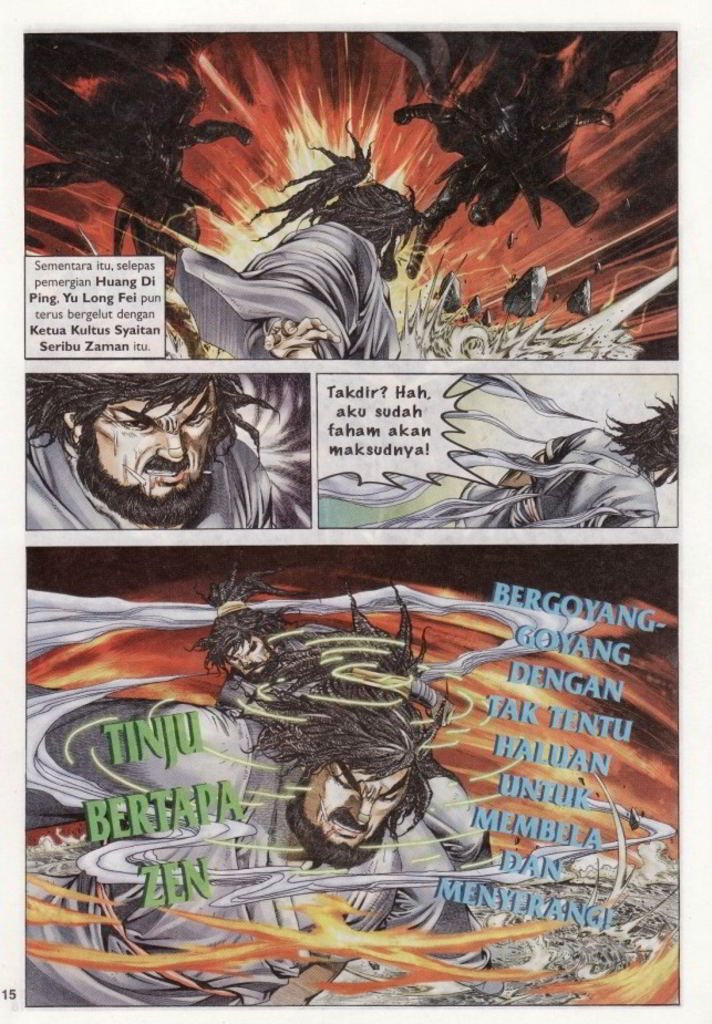 Sementara itu, selepas
pemergian Huang Di
Ping, Yu Long Fei pun
terus bergelut dengan
Ketua Kultus Syaitan
Seribu Zaman itu.
Takdir? Hah,
aku sudah
faham akan
maksudnya!
TINJU
BERTAPA
ZEN
BERGOYANG-
GOYANG
DENGAN
TAK TENTU
HALUAN
UNTUK
MEMBELA
DAN
MENYERANG!
15